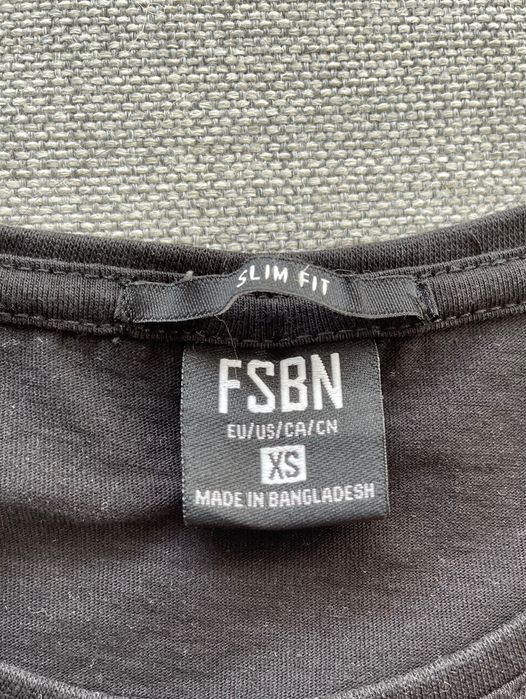 SLIM FIT
FSBN
EU/US/CA/CN
XS
MADE IN BANGLADESH